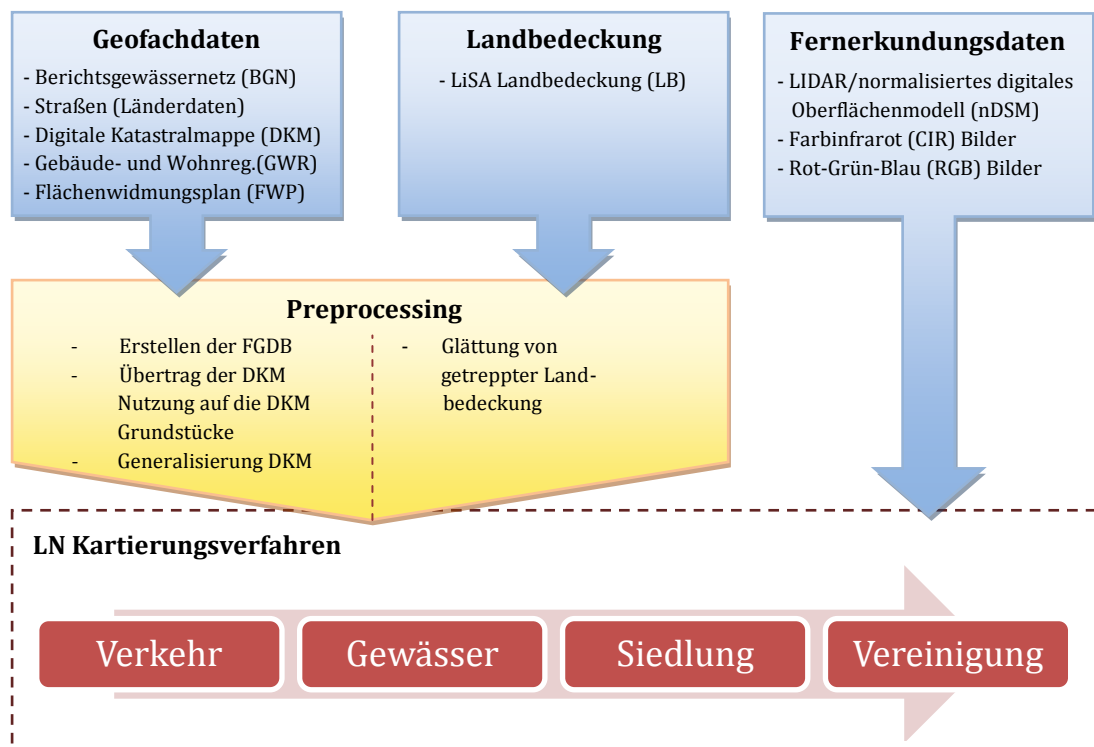 Geofachdaten
- Berichtsgewässernetz (BGN)
- Straßen (Länderdaten)
- Digitale Katastralmappe (DKM)
- Gebäude- und Wohnreg.(GWR)
- Flächenwidmungsplan (FWP)
Landbedeckung
- LiSA Landbedeckung (LB)
Fernerkundungsdaten
- LIDAR/normalisiertes digitales
Oberflächenmodell (nDSM)
- Farbinfrarot (CIR) Bilder
- Rot-Grün-Blau (RGB) Bilder
Preprocessing
- Erstellen der FGDB
- Übertrag der DKM
Nutzung auf die DKM
Grundstücke
- Generalisierung DKM
- Glättung von
getreppter Land-
bedeckung
LN Kartierungsverfahren
Verkehr
Gewässer
Siedlung
Vereinigung